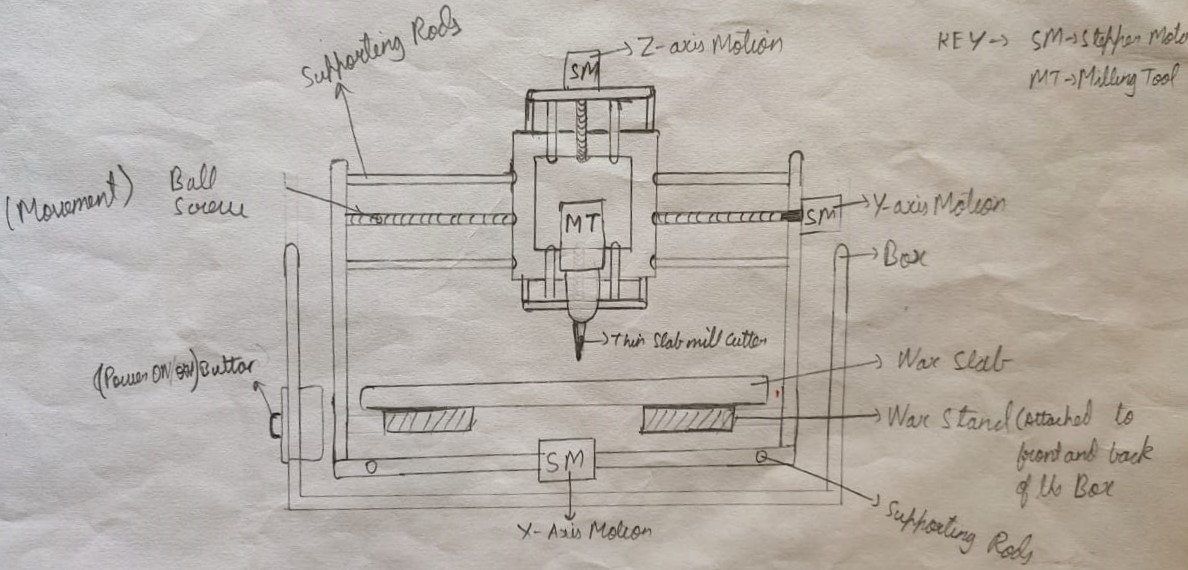 Supporting Rods
SM
Z-axis Motion
KEY→ SM→Stepper Moto
MT→Milling Tool
(Movement) Ball
Screw
MT
SM
Y-axis Motion
Box
Thin Slab mill Cutter
(Power ON/OFF) Button
Wax Slab
Wax Stand (Attached to
front and back
of the Box
SM
X-Axis Motion
Supporting Rods